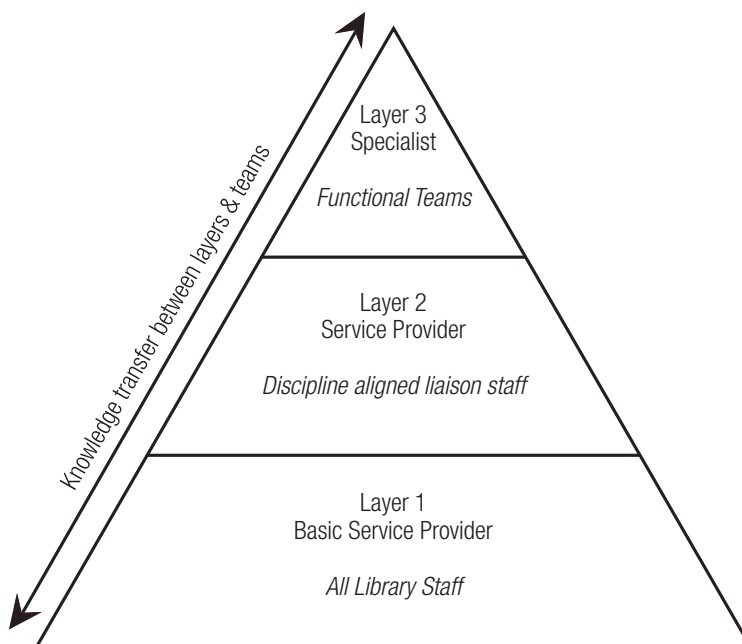 Knowledge transfer between layers & teams
Layer 3
Specialist
Functional Teams
Layer 2
Service Provider
Discipline aligned liaison staff
Layer 1
Basic Service Provider
All Library Staff